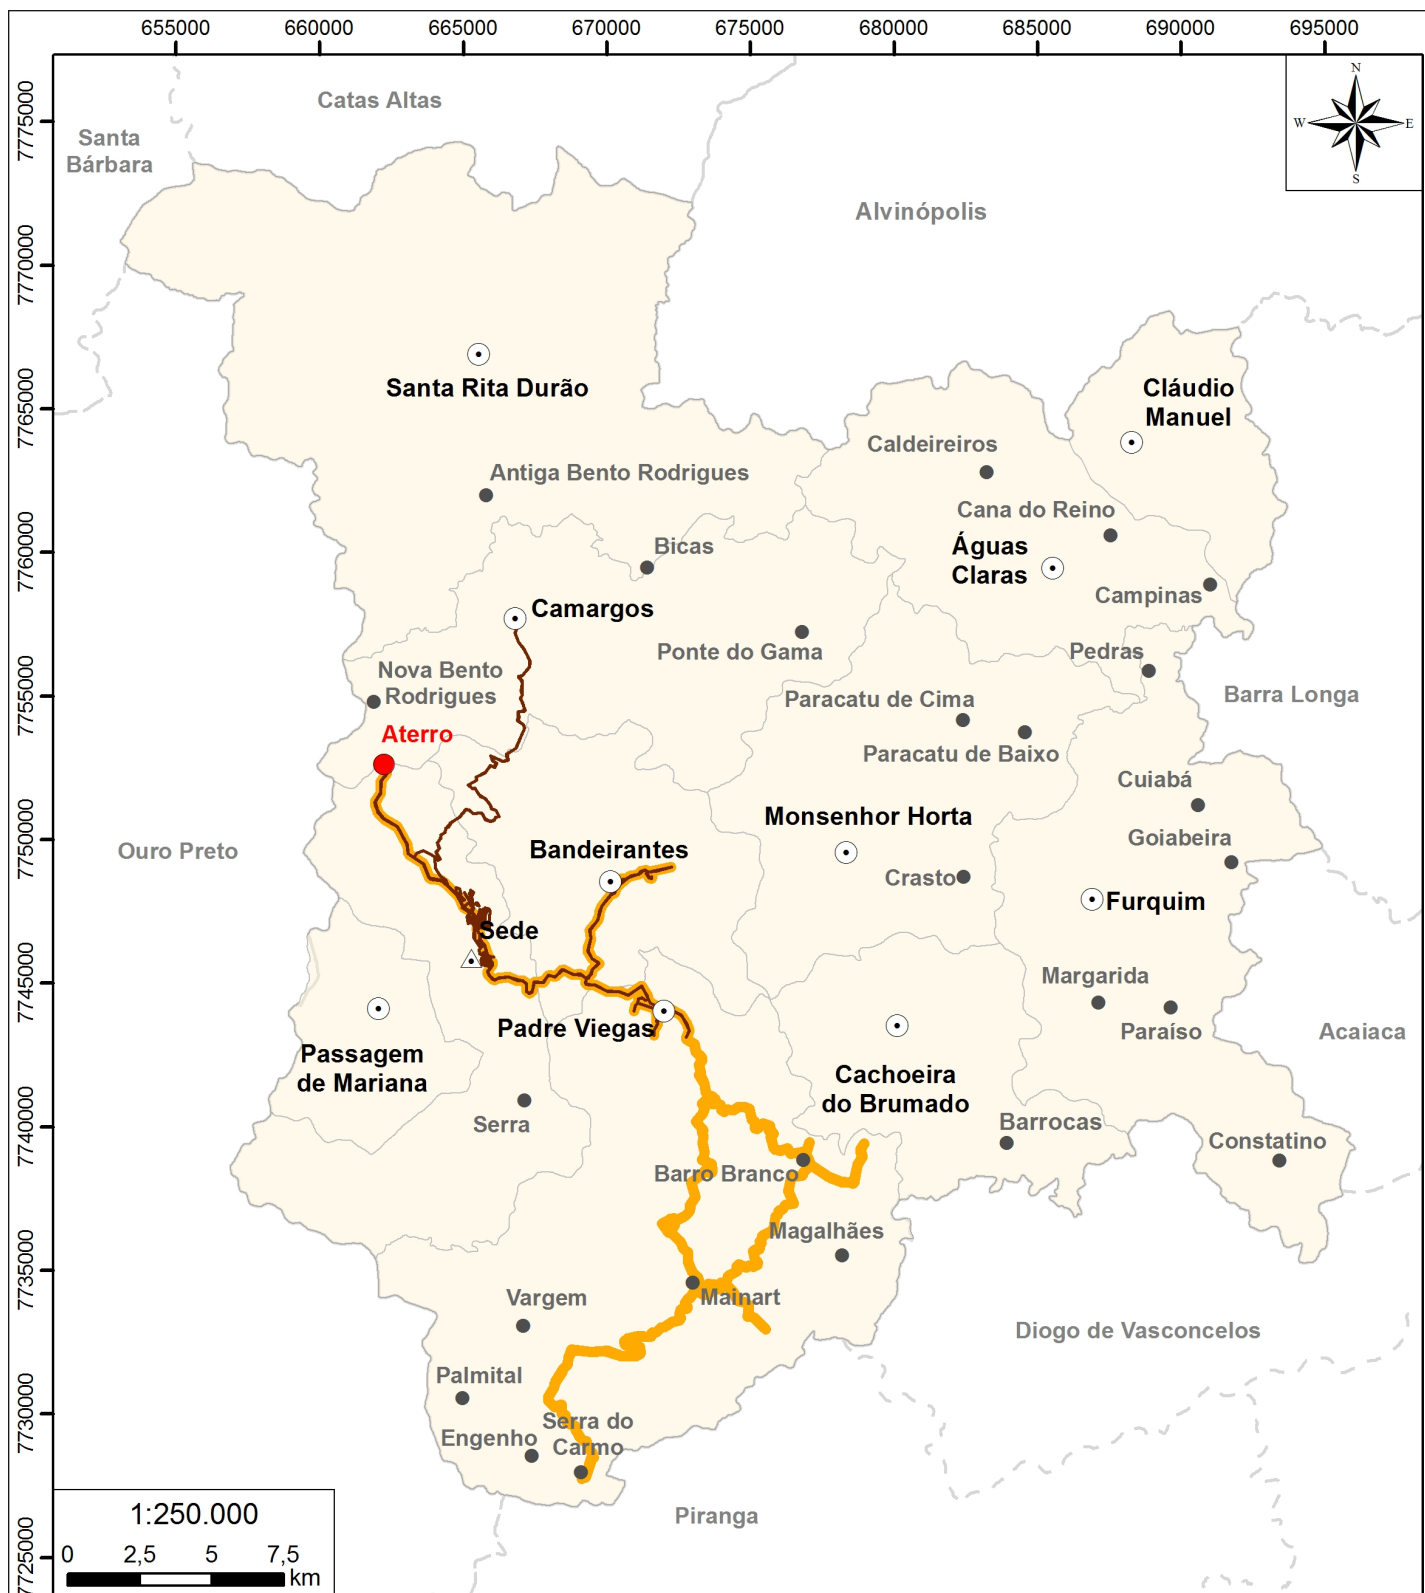 655000 660000 665000 670000 675000 680000 685000 690000 695000
7775000
7770000
7765000
7760000
7755000
7750000
7745000
7740000
7735000
7730000
7725000
N
W E
S
Catas Altas
Santa
Bárbara
Alvinópolis
Santa Rita Durão
Cláudio
Manuel
Caldeireiros
Antiga Bento Rodrigues
Cana do Reino
Bicas
Águas
Claras
Campinas
Camargos
Ponte do Gama
Pedras
Nova Bento
Rodrigues
Barra Longa
Paracatu de Cima
Aterro
Paracatu de Baixo
Cuiabá
Monsenhor Horta
Goiabeira
Ouro Preto
Bandeirantes
Crasto
Furquim
Sede
Margarida
Padre Viegas
Paraíso
Acaiaca
Passagem
de Mariana
Cachoeira
do Brumado
Serra
Barrocas
Constatino
Barro Branco
Magalhães
Vargem
Mainart
Diogo de Vasconcelos
Palmital
Serra do
Carmo
Engenho
Piranga
1:250.000
0 2,5 5 7,5
km